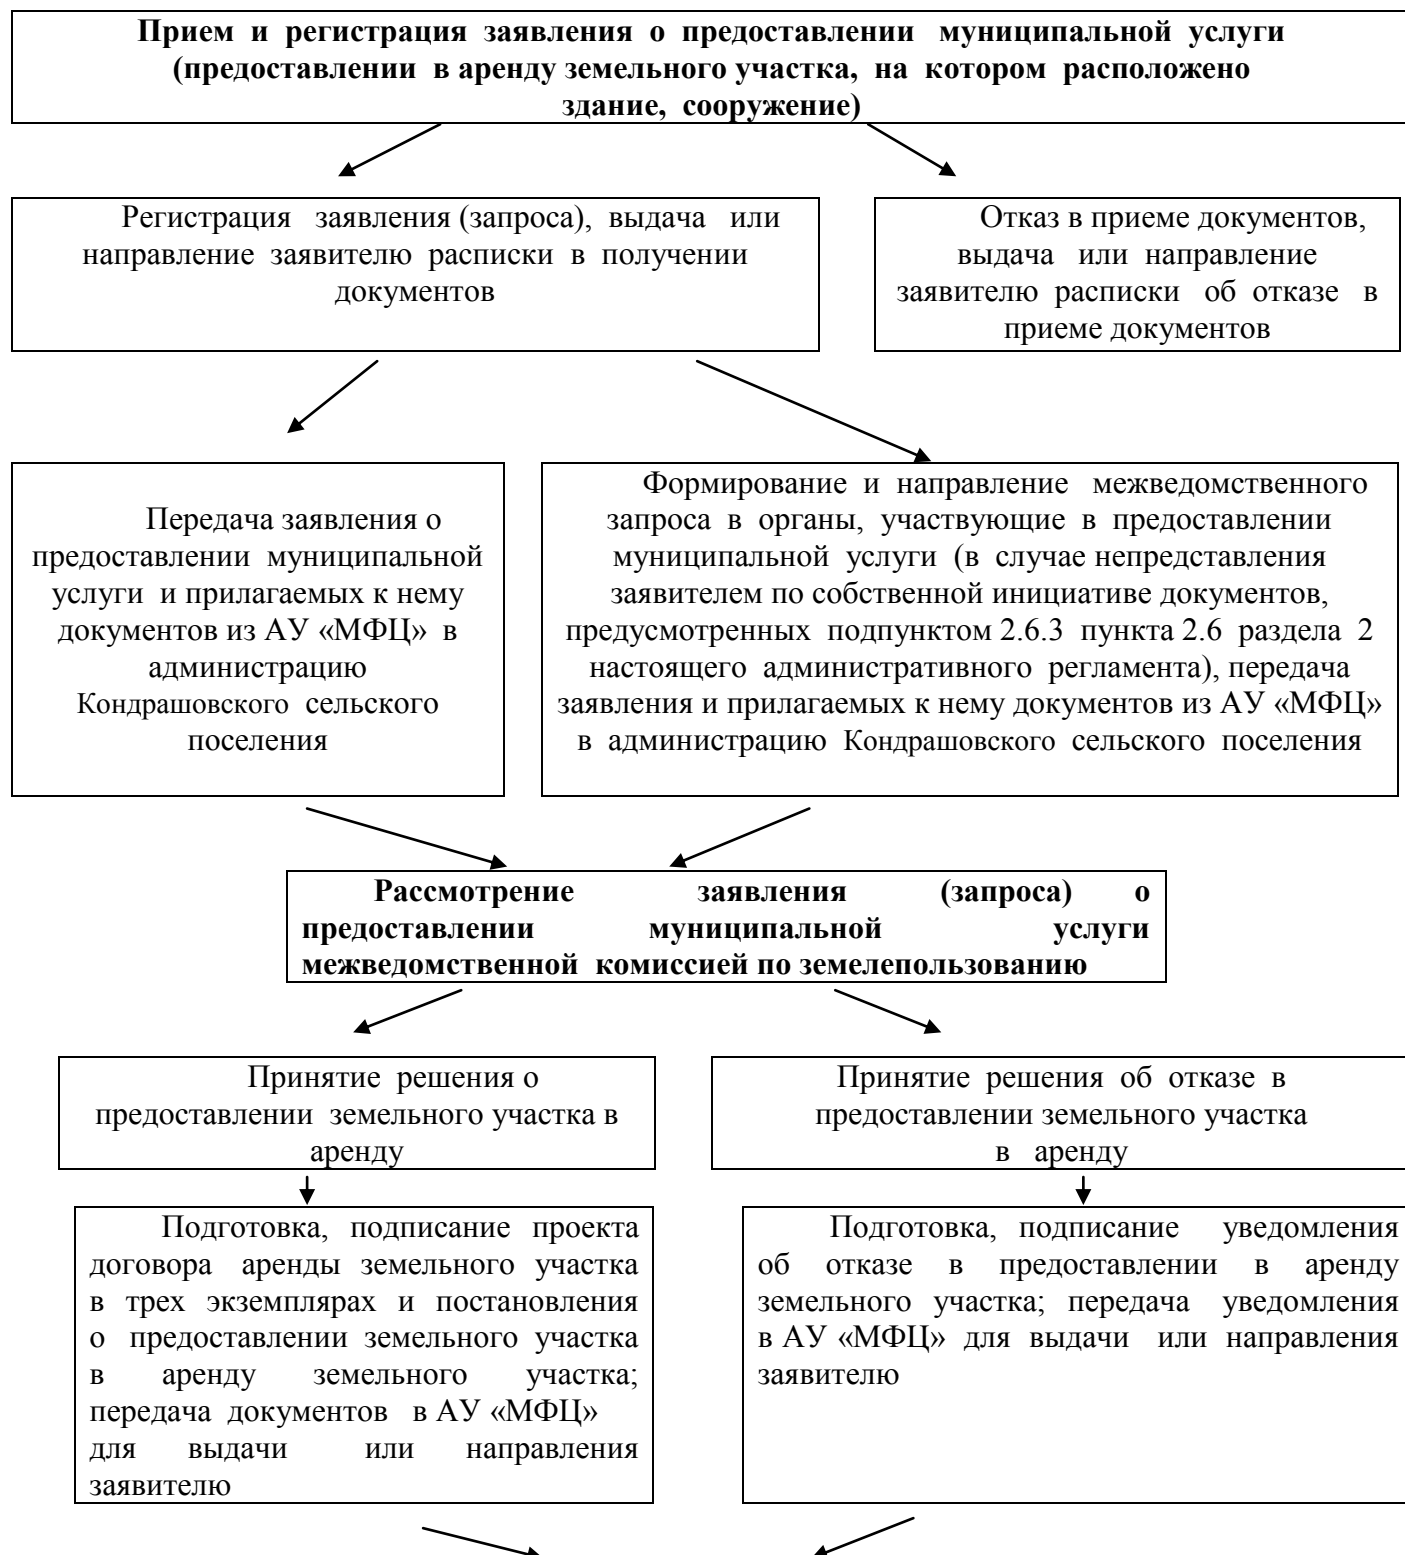 Прием и регистрация заявления о предоставлении муниципальной услуги
(предоставлении в аренду земельного участка, на котором расположено
здание, сооружение)
Регистрация заявления (запроса), выдача или
направление заявителю расписки в получении
документов
Отказ в приеме документов,
выдача или направление
заявителю расписки об отказе в
приеме документов
Передача заявления о
предоставлении муниципальной
услуги и прилагаемых к нему
документов из АУ «МФЦ» в
администрацию
Кондрашовского сельского
поселения
Формирование и направление межведомственного
запроса в органы, участвующие в предоставлении
муниципальной услуги (в случае непредставления
заявителем по собственной инициативе документов,
предусмотренных подпунктом 2.6.3 пункта 2.6 раздела 2
настоящего административного регламента), передача
заявления и прилагаемых к нему документов из АУ «МФЦ»
в администрацию Кондрашовского сельского поселения
Рассмотрение заявления (запроса) о
предоставлении муниципальной услуги
межведомственной комиссией по земелепользованию
Принятие решения о
предоставлении земельного участка в
аренду
Принятие решения об отказе в
предоставлении земельного участка
в аренду
Подготовка, подписание проекта
договора аренды земельного участка
в трех экземплярах и постановления
о предоставлении земельного участка
в аренду земельного участка;
передача документов в АУ «МФЦ»
для выдачи или направления
заявителю
Подготовка, подписание уведомления
об отказе в предоставлении в аренду
земельного участка; передача уведомления
в АУ «МФЦ» для выдачи или направления
заявителю